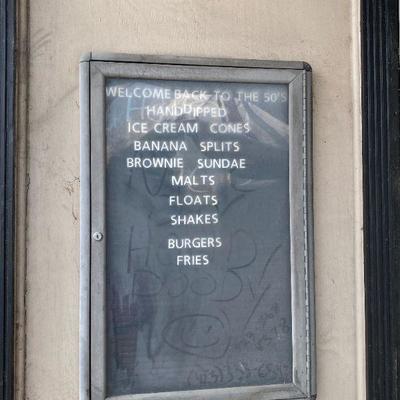 WELCOME BACK TO THE 50'S
HAND DIPPED
ICE CREAM CONES
BANANA SPLITS
BROWNIE SUNDAE
MALTS
FLOATS
SHAKES
BURGERS
FRIES